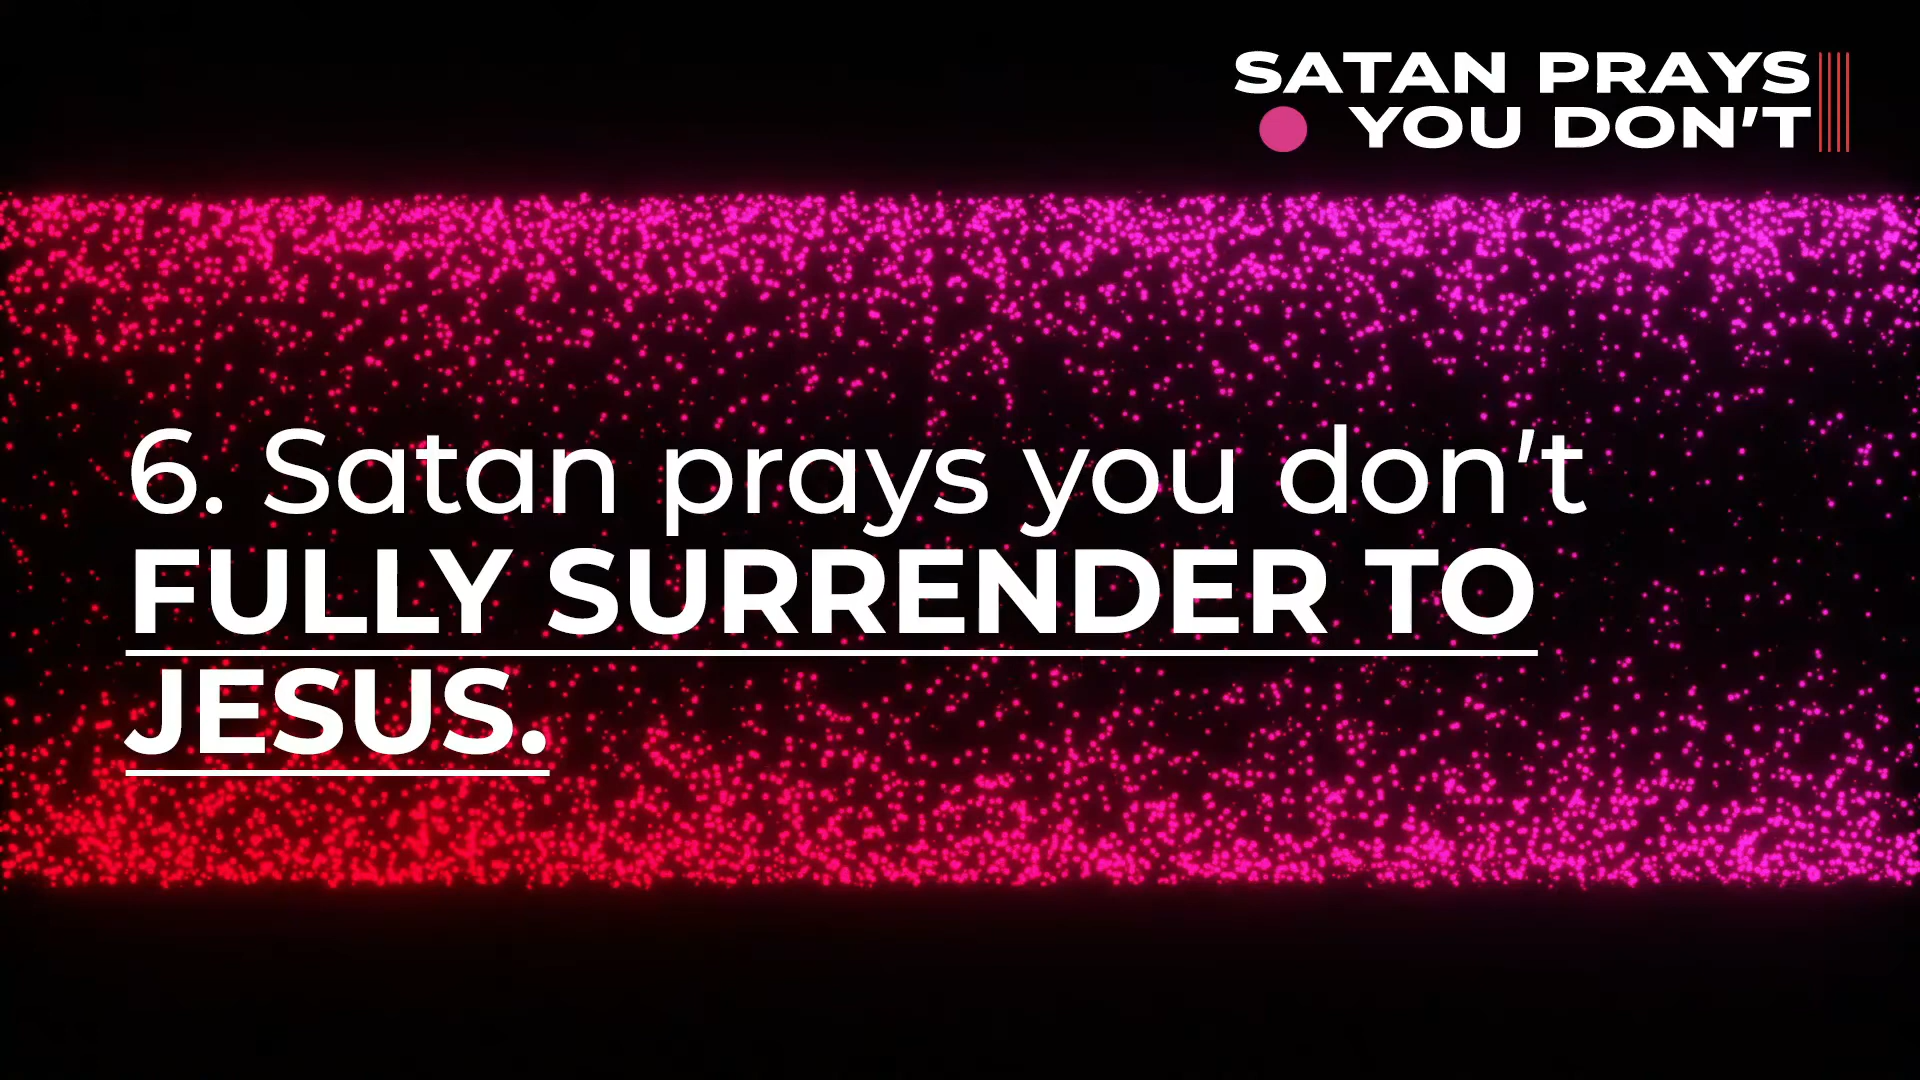 SATAN PRAYS
YOU DON'T
6. Satan prays you don't
FULLY SURRENDER TO
JESUS.